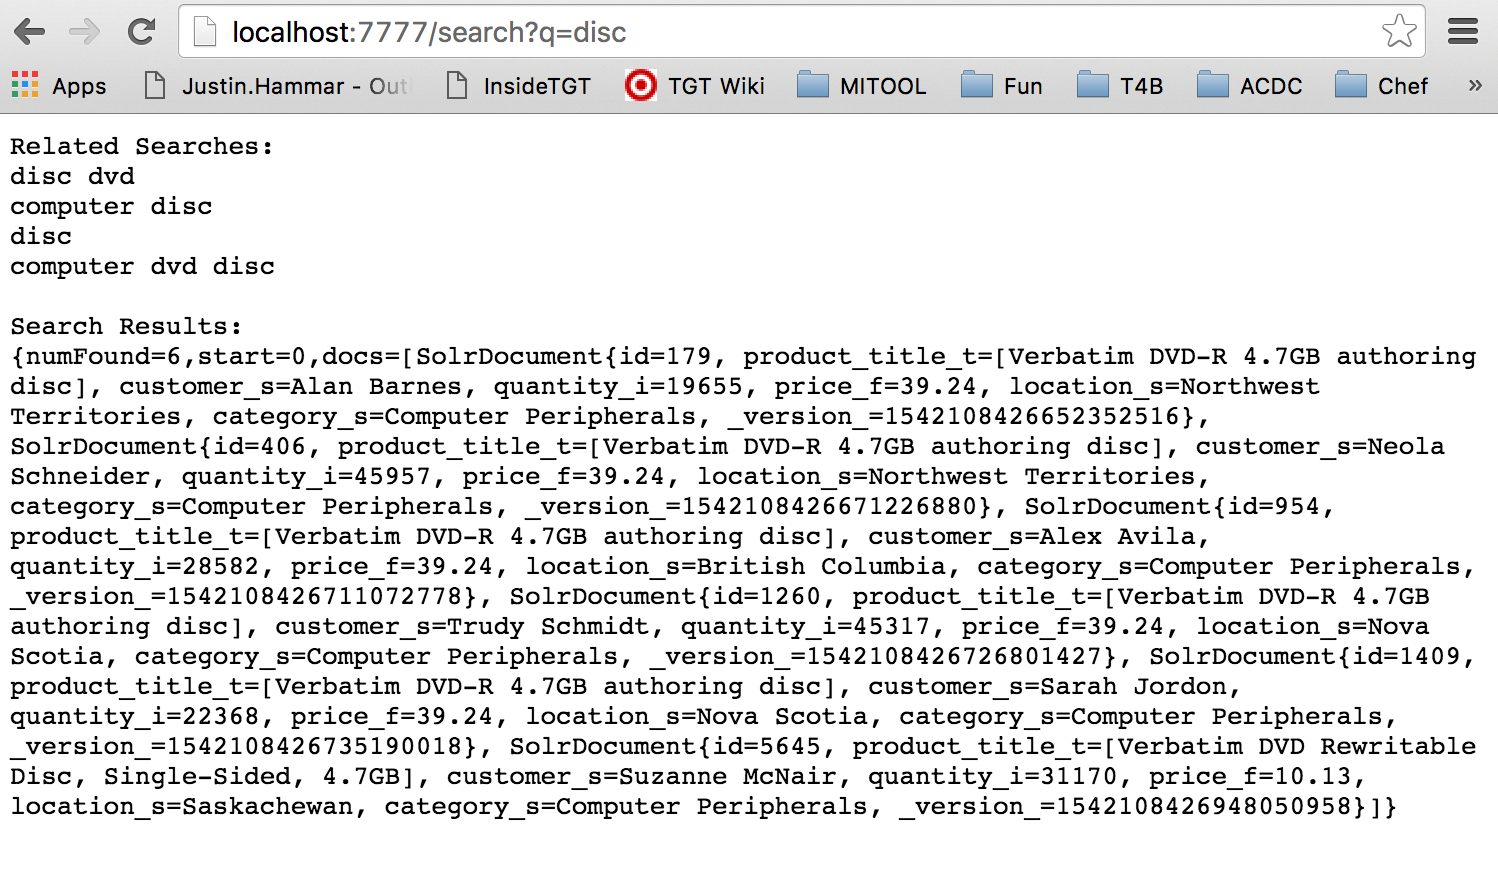 localhost:7777/search?q=disc
Apps Justin.Hammar - Out InsideTGT TGT Wiki MITOOL Fun T4B ACDC Chef »
Related Searches:
disc dvd
computer disc
disc
computer dvd disc
Search Results:
{numFound=6,start=0,docs=[SolrDocument{id=179, product_title_t=[Verbatim DVD-R 4.7GB authoring
disc], customer_s=Alan Barnes, quantity_i=19655, price_f=39.24, location_s=Northwest
Territories, category_s=Computer Peripherals, _version_=1542108426652352516},
SolrDocument{id=406, product_title_t=[Verbatim DVD-R 4.7GB authoring disc], customer_s=Neola
Schneider, quantity_i=45957, price_f=39.24, location_s=Northwest Territories,
category_s=Computer Peripherals, _version_=1542108426671226880}, SolrDocument{id=954,
product_title_t=[Verbatim DVD-R 4.7GB authoring disc], customer_s=Alex Avila,
quantity_i=28582, price_f=39.24, location_s=British Columbia, category_s=Computer Peripherals,
_version_=1542108426711072778}, SolrDocument{id=1260, product_title_t=[Verbatim DVD-R 4.7GB
authoring disc], customer_s=Trudy Schmidt, quantity_i=45317, price_f=39.24, location_s=Nova
Scotia, category_s=Computer Peripherals, _version_=1542108426726801427}, SolrDocument{id=1409,
product_title_t=[Verbatim DVD-R 4.7GB authoring disc], customer_s=Sarah Jordon,
quantity_i=22368, price_f=39.24, location_s=Nova Scotia, category_s=Computer Peripherals,
_version_=1542108426735190018}, SolrDocument{id=5645, product_title_t=[Verbatim DVD Rewritable
Disc, Single-Sided, 4.7GB], customer_s=Suzanne McNair, quantity_i=31170, price_f=10.13,
location_s=Saskachewan, category_s=Computer Peripherals, _version_=1542108426948050958}]}